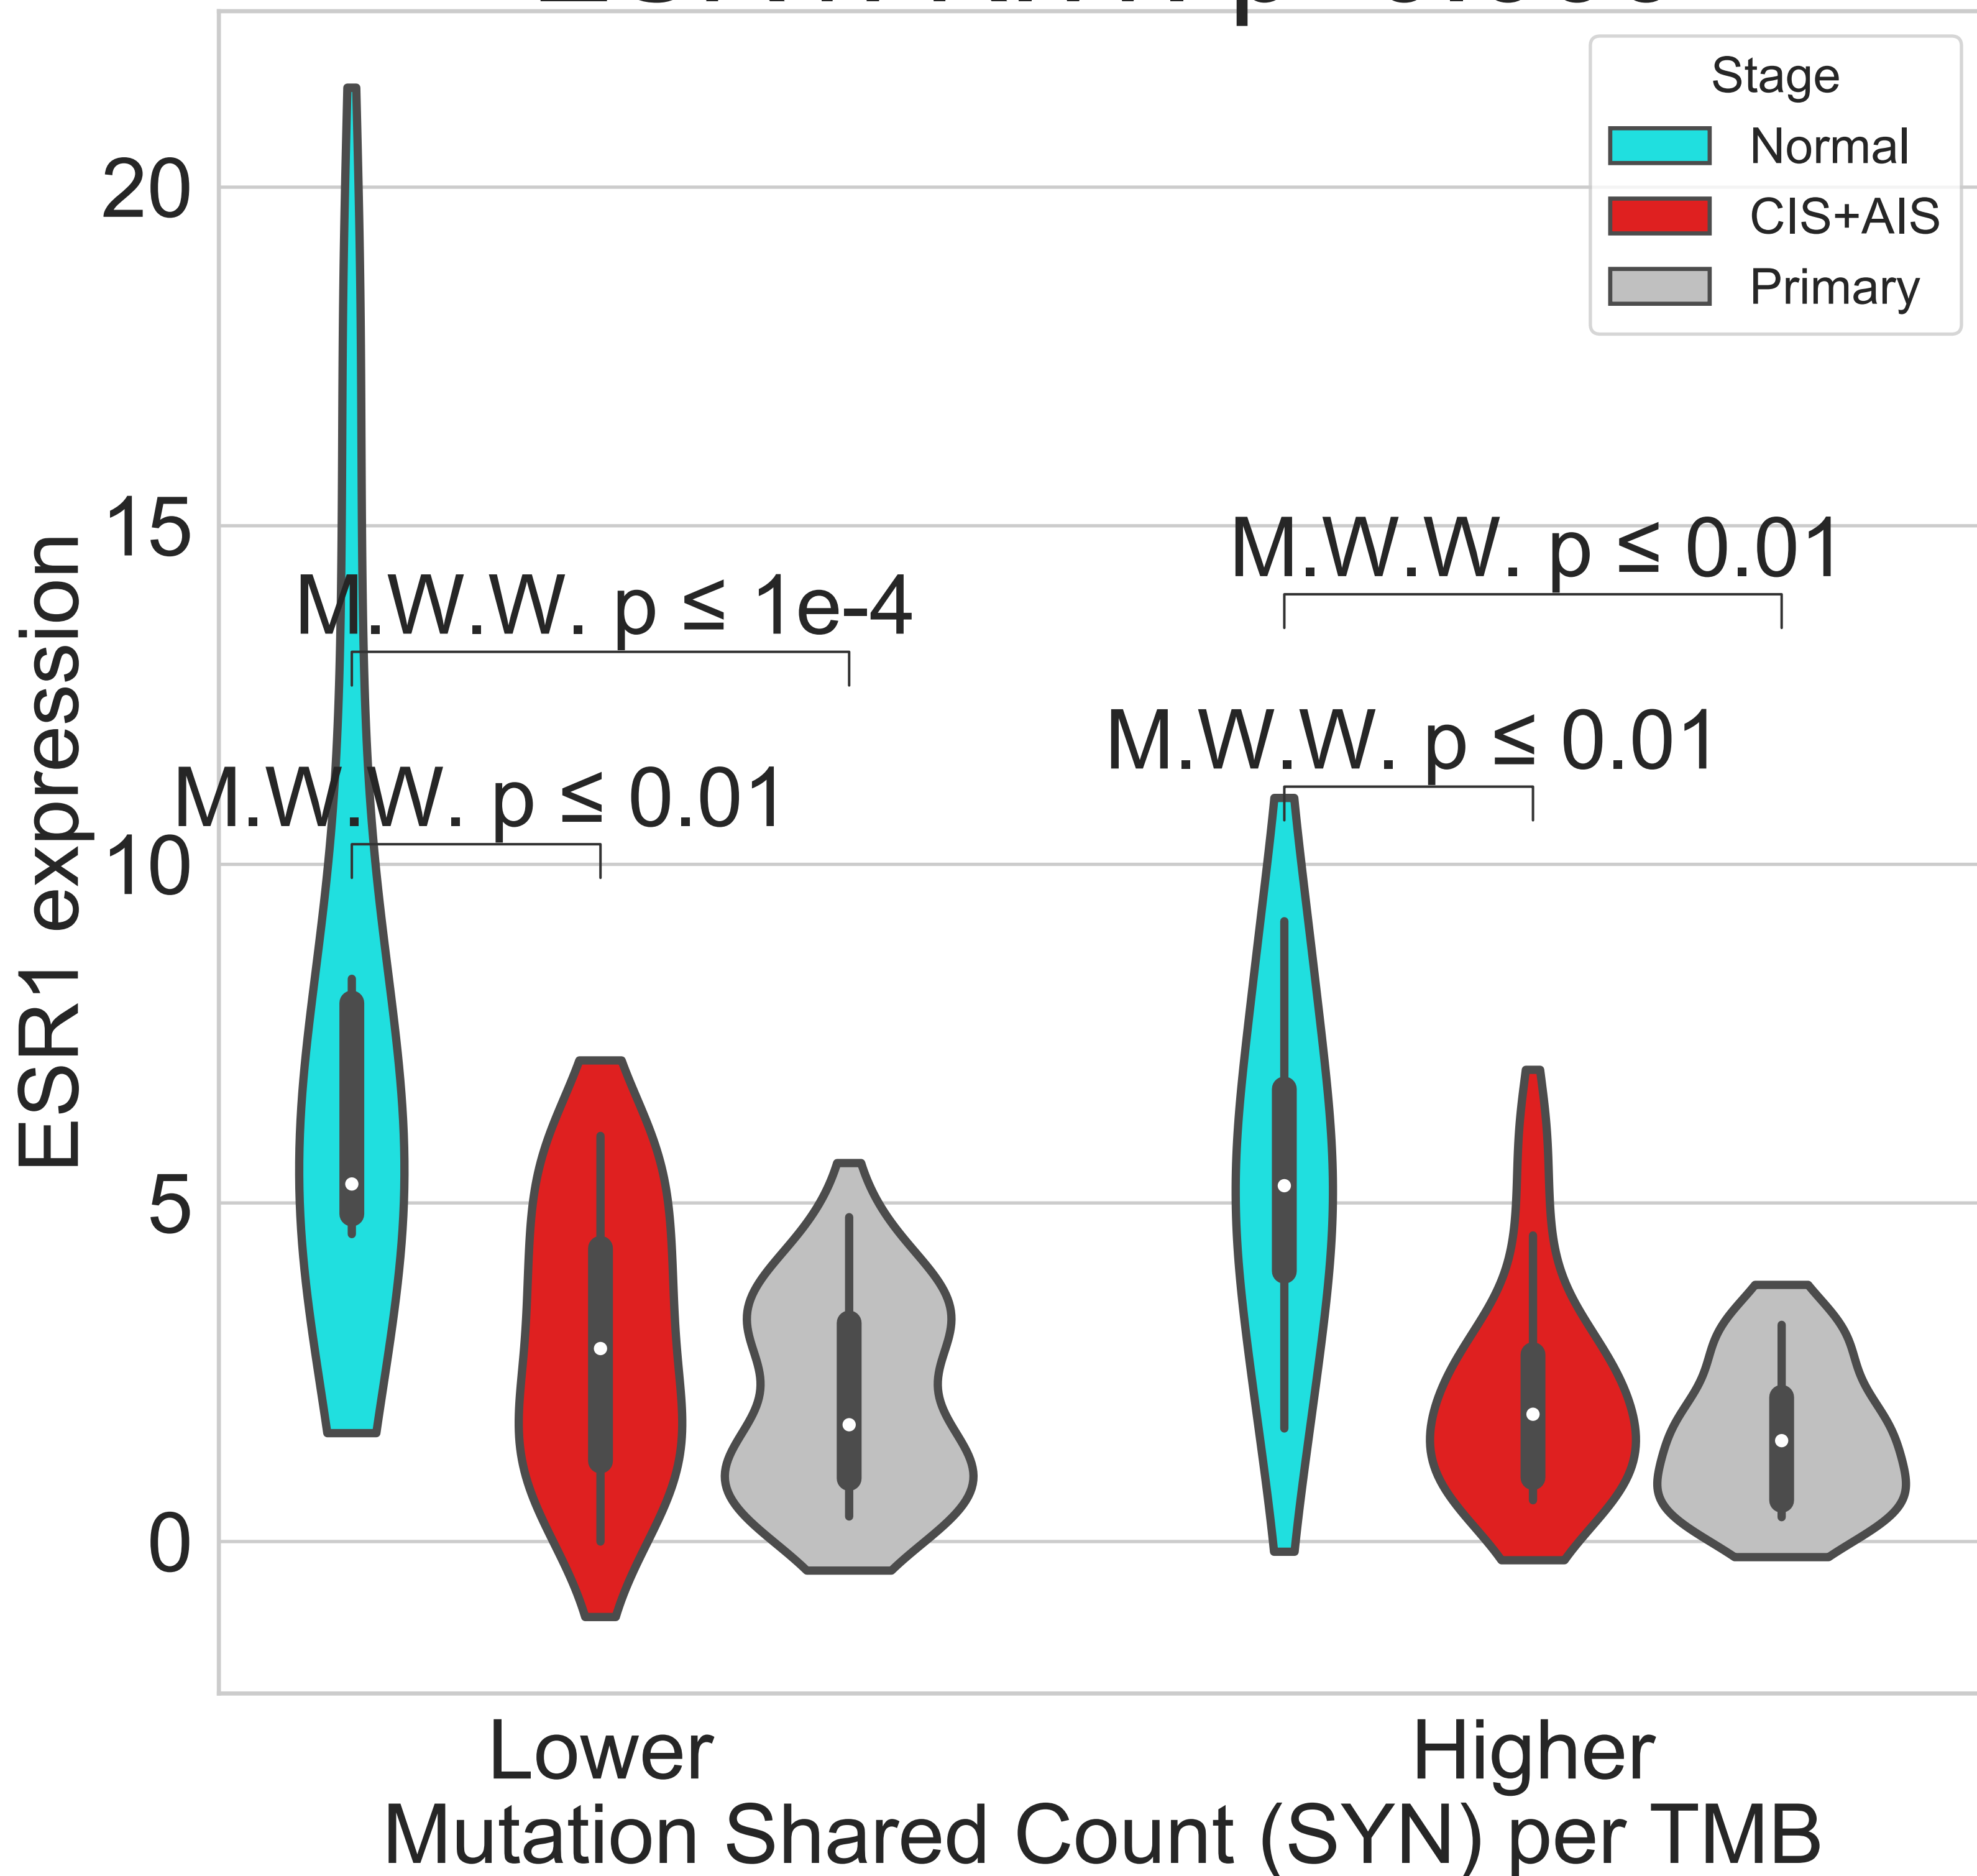 Stage
Normal
CIS+AIS
Primary
20
15
10
5
0
ESR1 expression
M.W.W. p ≤ 0.01
M.W.W. p ≤ 1e-4
M.W.W. p ≤ 0.01
M.W.W. p ≤ 0.01
Lower
Higher
Mutation Shared Count (SYN) per TMB